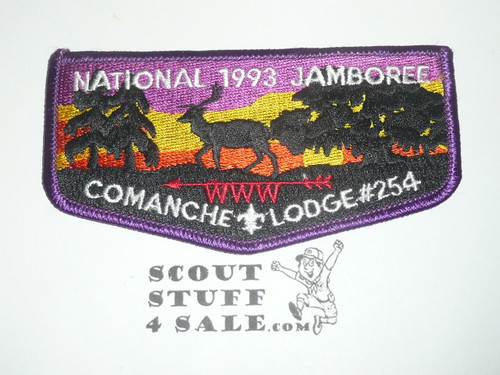 NATIONAL 1993 JAMBOREE
WWW
COMANCHE LODGE #254
SCOUT
STUFF
4 SALE.COM